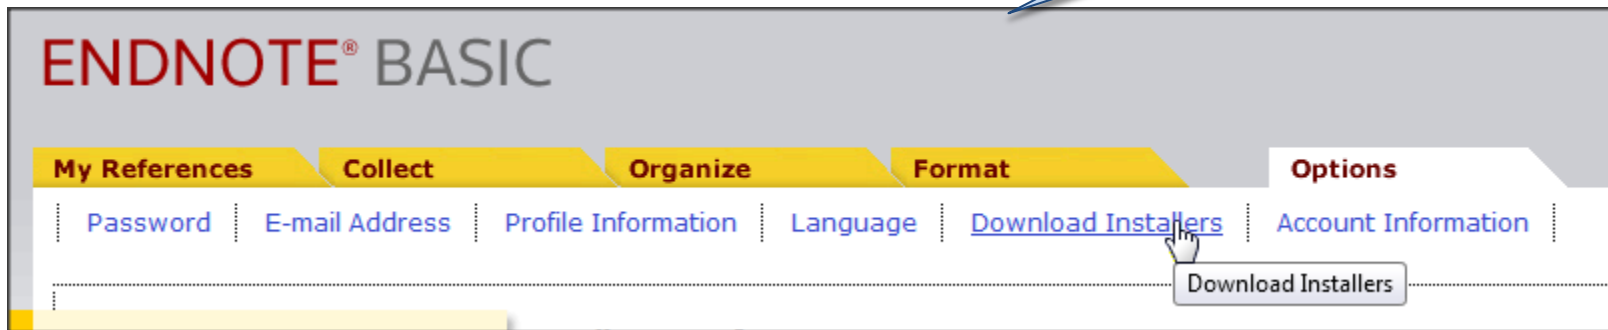 ENDNOTE® BASIC
My References Collect Organize Format Options
Password E-mail Address Profile Information Language Download Installers Account Information
Download Installers